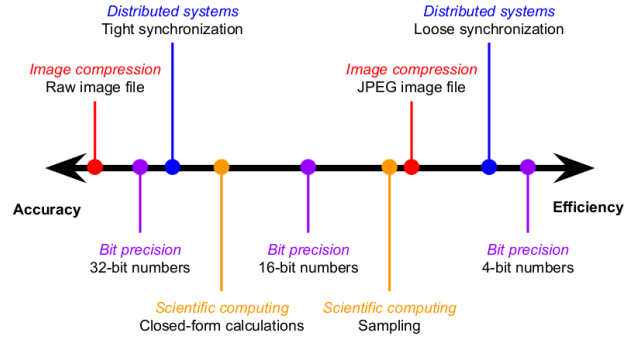 Distributed systems
Tight synchronization
Distributed systems
Loose synchronization
Image compression
Raw image file
Image compression
JPEG image file
Accuracy
Efficiency
Bit precision
32-bit numbers
Bit precision
16-bit numbers
Bit precision
4-bit numbers
Scientific computing
Closed-form calculations
Scientific computing
Sampling